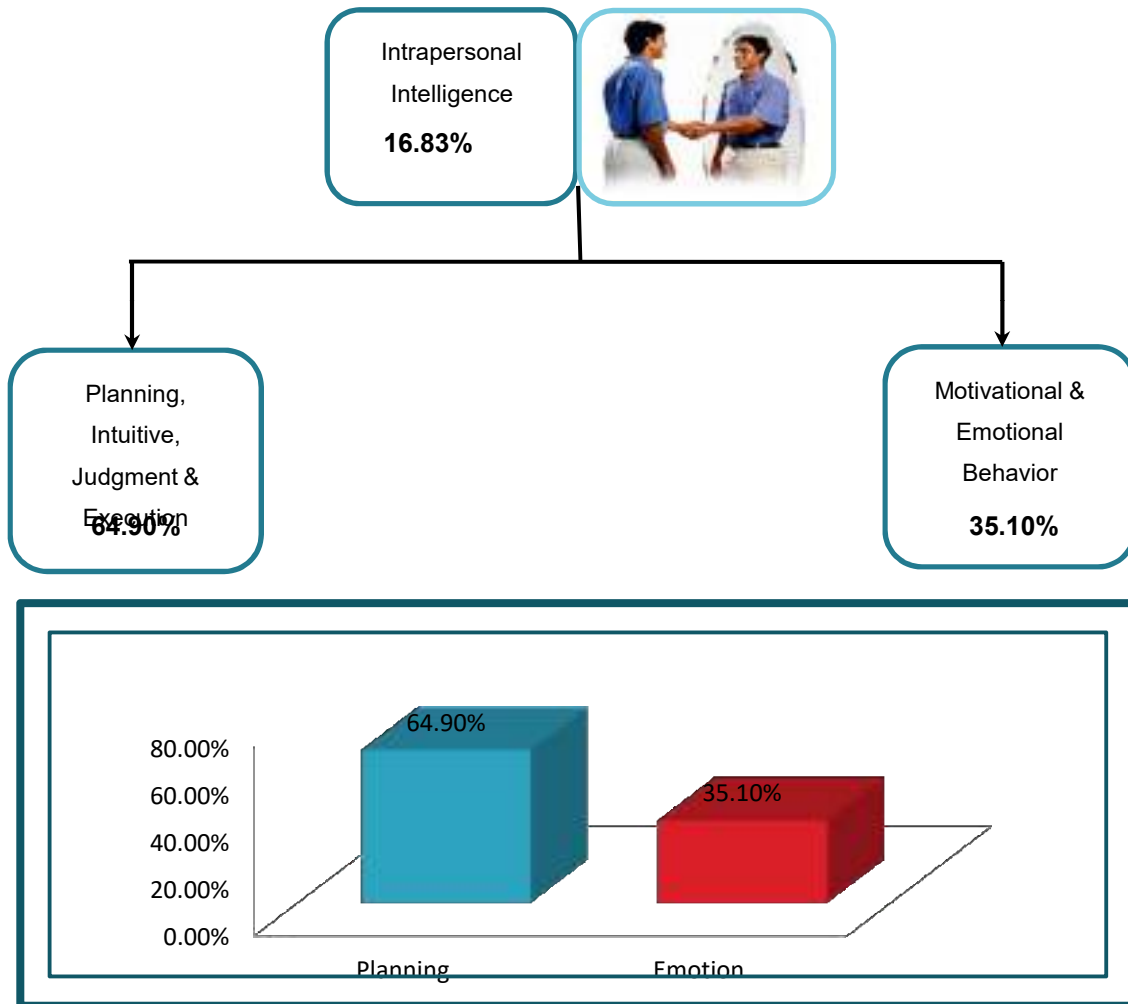 Intrapersonal
Intelligence
16.83%
Planning,
Intuitive,
Judgment &
Execution
64.90%
Motivational &
Emotional
Behavior
35.10%
64.90%
35.10%
80.00%
60.00%
40.00%
20.00%
0.00%
Planning
Emotion